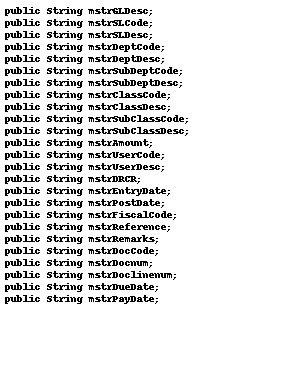 public String mstrGLDesc;
public String mstrSLCode;
public String mstrSLDesc;
public String mstrDeptCode;
public String mstrDeptDesc;
public String mstrSubDeptCode;
public String mstrSubDeptDesc;
public String mstrClassCode;
public String mstrClassDesc;
public String mstrSubClassCode;
public String mstrSubClassDesc;
public String mstrAmount;
public String mstrUserCode;
public String mstrUserDesc;
public String mstrDRCR;
public String mstrEntryDate;
public String mstrPostDate;
public String mstrFiscalCode;
public String mstrReference;
public String mstrRemarks;
public String mstrDocCode;
public String mstrDocnum;
public String mstrDoclinenum;
public String mstrDueDate;
public String mstrPayDate;